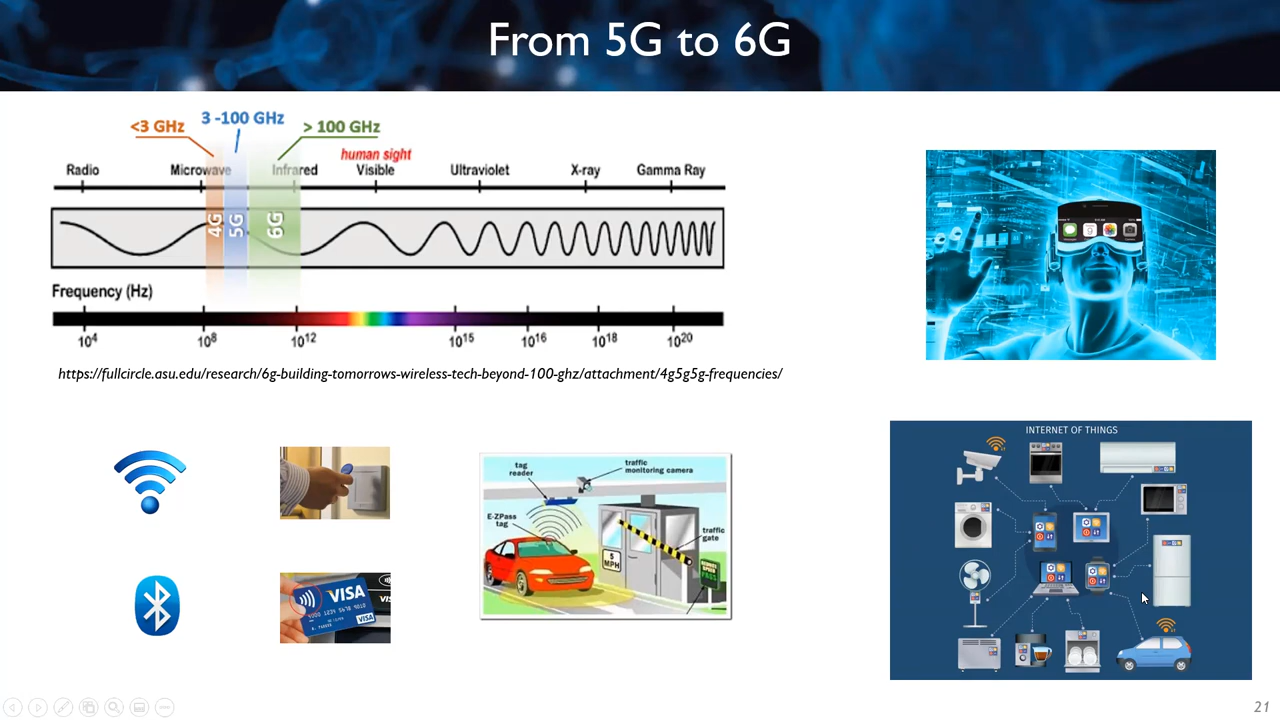 From 5G to 6G
<3 GHz
3 -100 GHz
> 100 GHz
human sight
Radio
Microwave
Infrared
Visible
Ultraviolet
X-ray
Gamma Ray
4G
5G
6G
Frequency (Hz)
10⁴
10⁸
10¹²
10¹⁵
10¹⁶
10¹⁸
10²⁰
https://fullcircle.asu.edu/research/6g-building-tomorrows-wireless-tech-beyond-100-ghz/attachment/4g5g5g-frequencies/
tag
reader
traffic
monitoring camera
E-ZPass
tag
traffic
gate
5
MPH
PASS
VISA
VISA
INTERNET OF THINGS
21